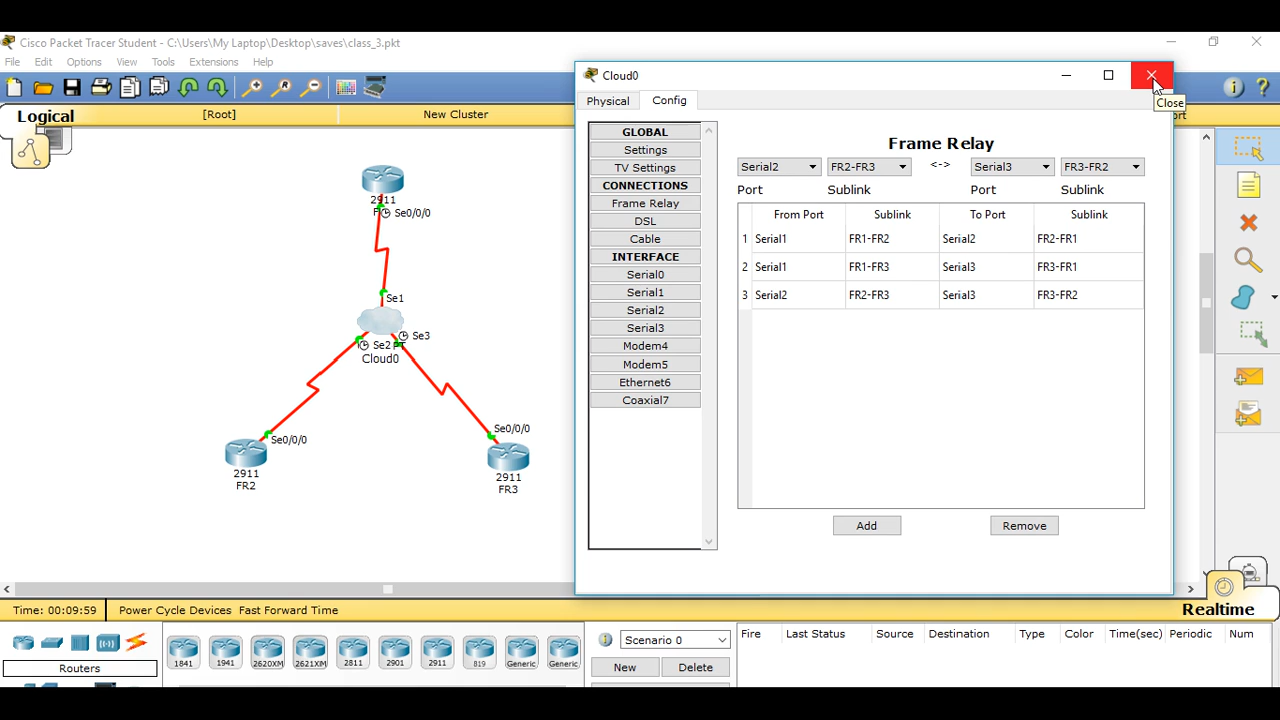 Cisco Packet Tracer Student - C:\Users\My Laptop\Desktop\saves\class_3.pkt
File Edit Options View Tools Extensions Help
Logical
[Root]
New Cluster
2911
Se0/0/0
Se1
Se3
Se2
Cloud0
Se0/0/0
2911
FR2
Se0/0/0
2911
FR3
Cloud0
Close
Physical Config
GLOBAL
Settings
TV Settings
CONNECTIONS
Frame Relay
DSL
Cable
INTERFACE
Serial0
Serial1
Serial2
Serial3
Modem4
Modem5
Ethernet6
Coaxial7
Frame Relay
Serial2 FR2-FR3 <-> Serial3 FR3-FR2
Port Sublink Port Sublink
From Port Sublink To Port Sublink
1 Serial1 FR1-FR2 Serial2 FR2-FR1
2 Serial1 FR1-FR3 Serial3 FR3-FR1
3 Serial2 FR2-FR3 Serial3 FR3-FR2
Add Remove
Time: 00:09:59 Power Cycle Devices Fast Forward Time
Realtime
Routers
1841 1941 2620XM 2621XM 2811 2901 2911 819 Generic Generic
Scenario 0
New Delete
Fire Last Status Source Destination Type Color Time(sec) Periodic Num